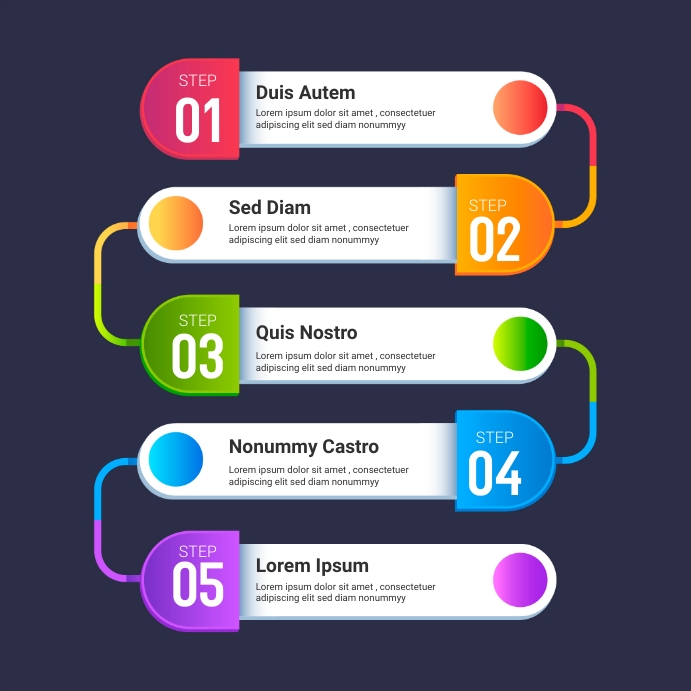 STEP
01
Duis Autem
Lorem ipsum dolor sit amet , consectetuer
adipiscing elit sed diam nonummyy
Sed Diam
Lorem ipsum dolor sit amet , consectetuer
adipiscing elit sed diam nonummyy
STEP
02
STEP
03
Quis Nostro
Lorem ipsum dolor sit amet , consectetuer
adipiscing elit sed diam nonummyy
Nonummy Castro
Lorem ipsum dolor sit amet , consectetuer
adipiscing elit sed diam nonummyy
STEP
04
STEP
05
Lorem Ipsum
Lorem ipsum dolor sit amet , consectetuer
adipiscing elit sed diam nonummyy